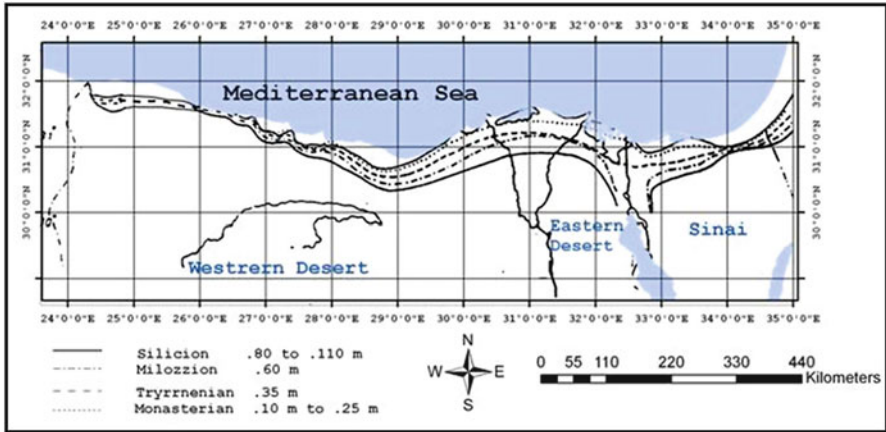 24°0'0"E 25°0'0"E 26°0'0"E 27°0'0"E 28°0'0"E 29°0'0"E 30°0'0"E 31°0'0"E 32°0'0"E 33°0'0"E 34°0'0"E 35°0'0"E
32°0'0"N 32°0'0"N
Mediterranean Sea
31°0'0"N 31°0'0"N
30°0'0"N
Eastern
Desert
Sinai
Westrern Desert
24°0'0"E 25°0'0"E 26°0'0"E 27°0'0"E 28°0'0"E 29°0'0"E 30°0'0"E 31°0'0"E 32°0'0"E 33°0'0"E 34°0'0"E 35°0'0"E
Silicion .80 to .110 m
Milozzion .60 m
Tryrrnenian .35 m
Monasterian .10 m to .25 m
N
W E
S
0 55 110 220 330 440
Kilometers